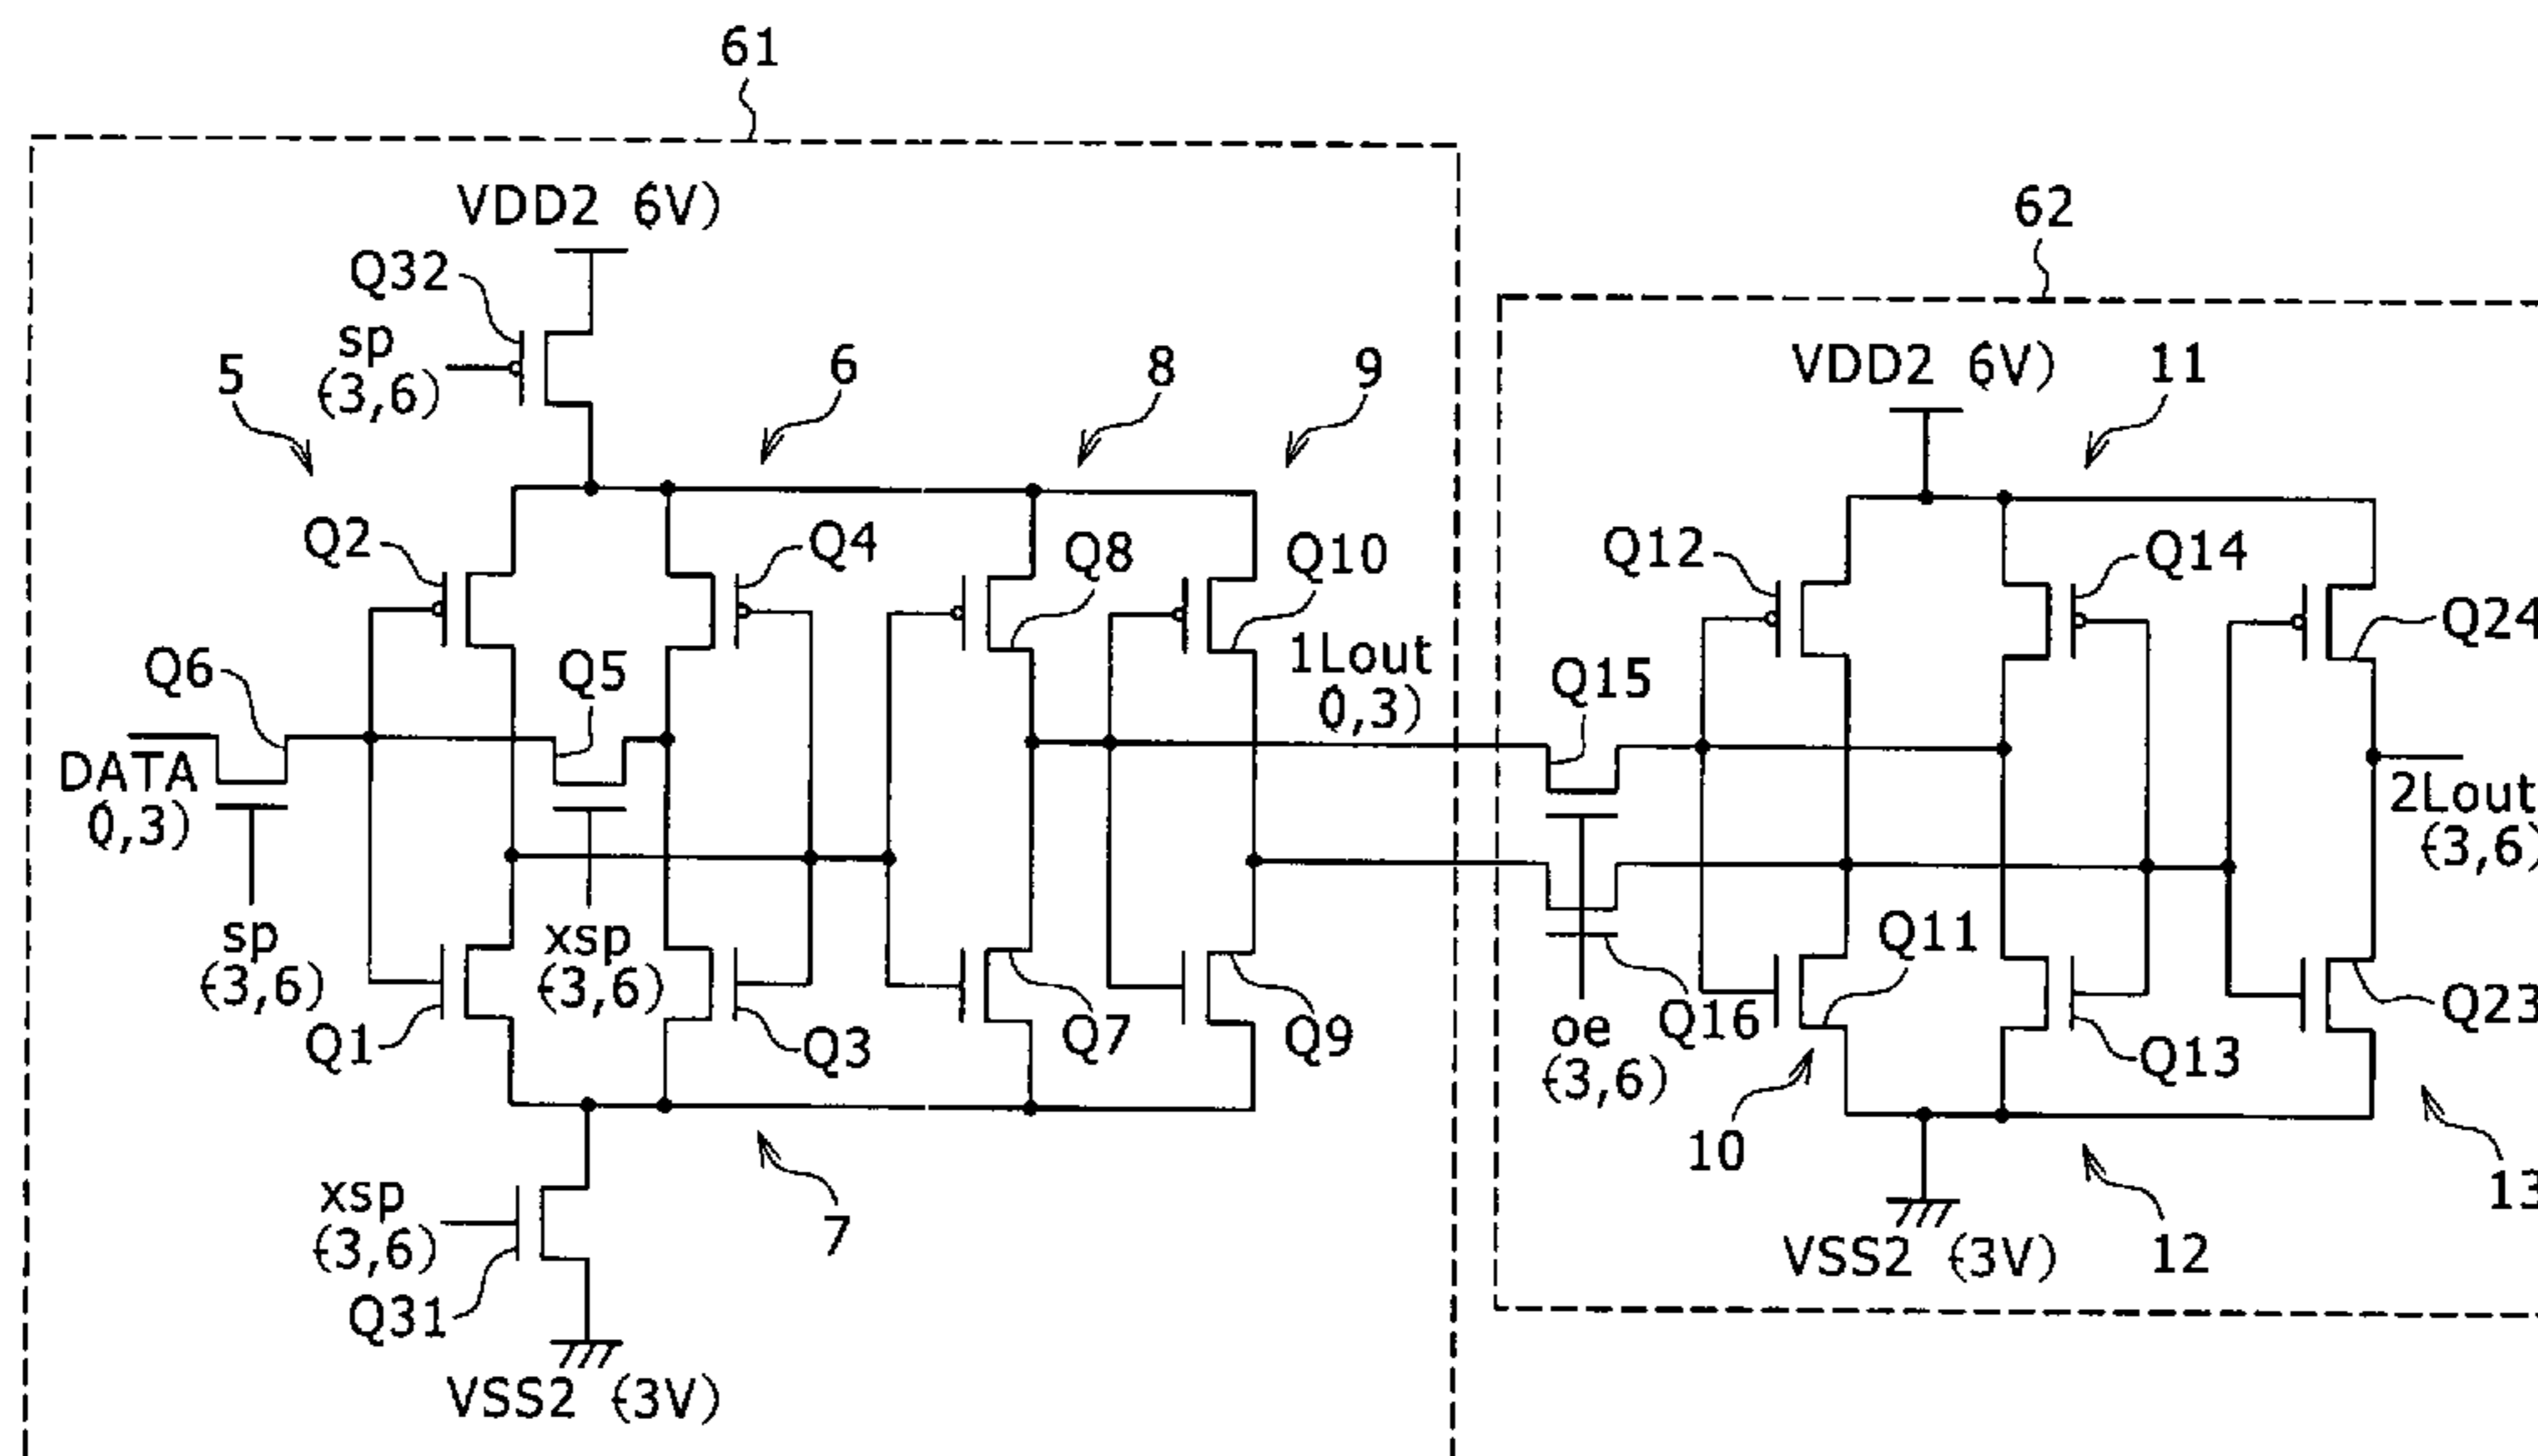 61
VDD2 6V)
62
Q32
sp
(-3,6)
5
6
8
9
VDD2 6V)
11
Q2
Q4
Q8
Q10
Q12
Q14
1Lout
0,3)
Q24
Q6
Q5
Q15
DATA
0,3)
2Lout
(-3,6)
sp
(-3,6)
xsp
(-3,6)
Q11
Q1
Q3
Q7
Q9
oe
(-3,6)
Q16
Q13
Q23
10
xsp
(-3,6)
7
13
12
VSS2 (-3V)
Q31
VSS2 (-3V)